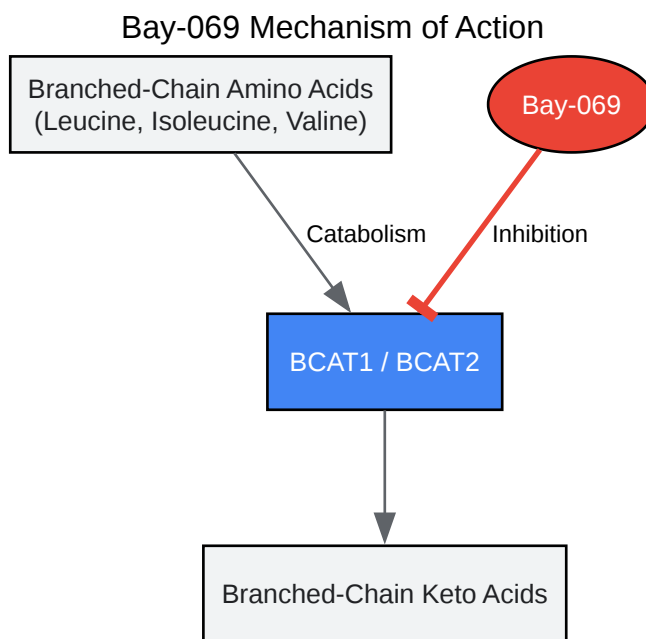 Bay-069 Mechanism of Action
Branched-Chain Amino Acids
(Leucine, Isoleucine, Valine)
Bay-069
Catabolism
Inhibition
BCAT1 / BCAT2
Branched-Chain Keto Acids